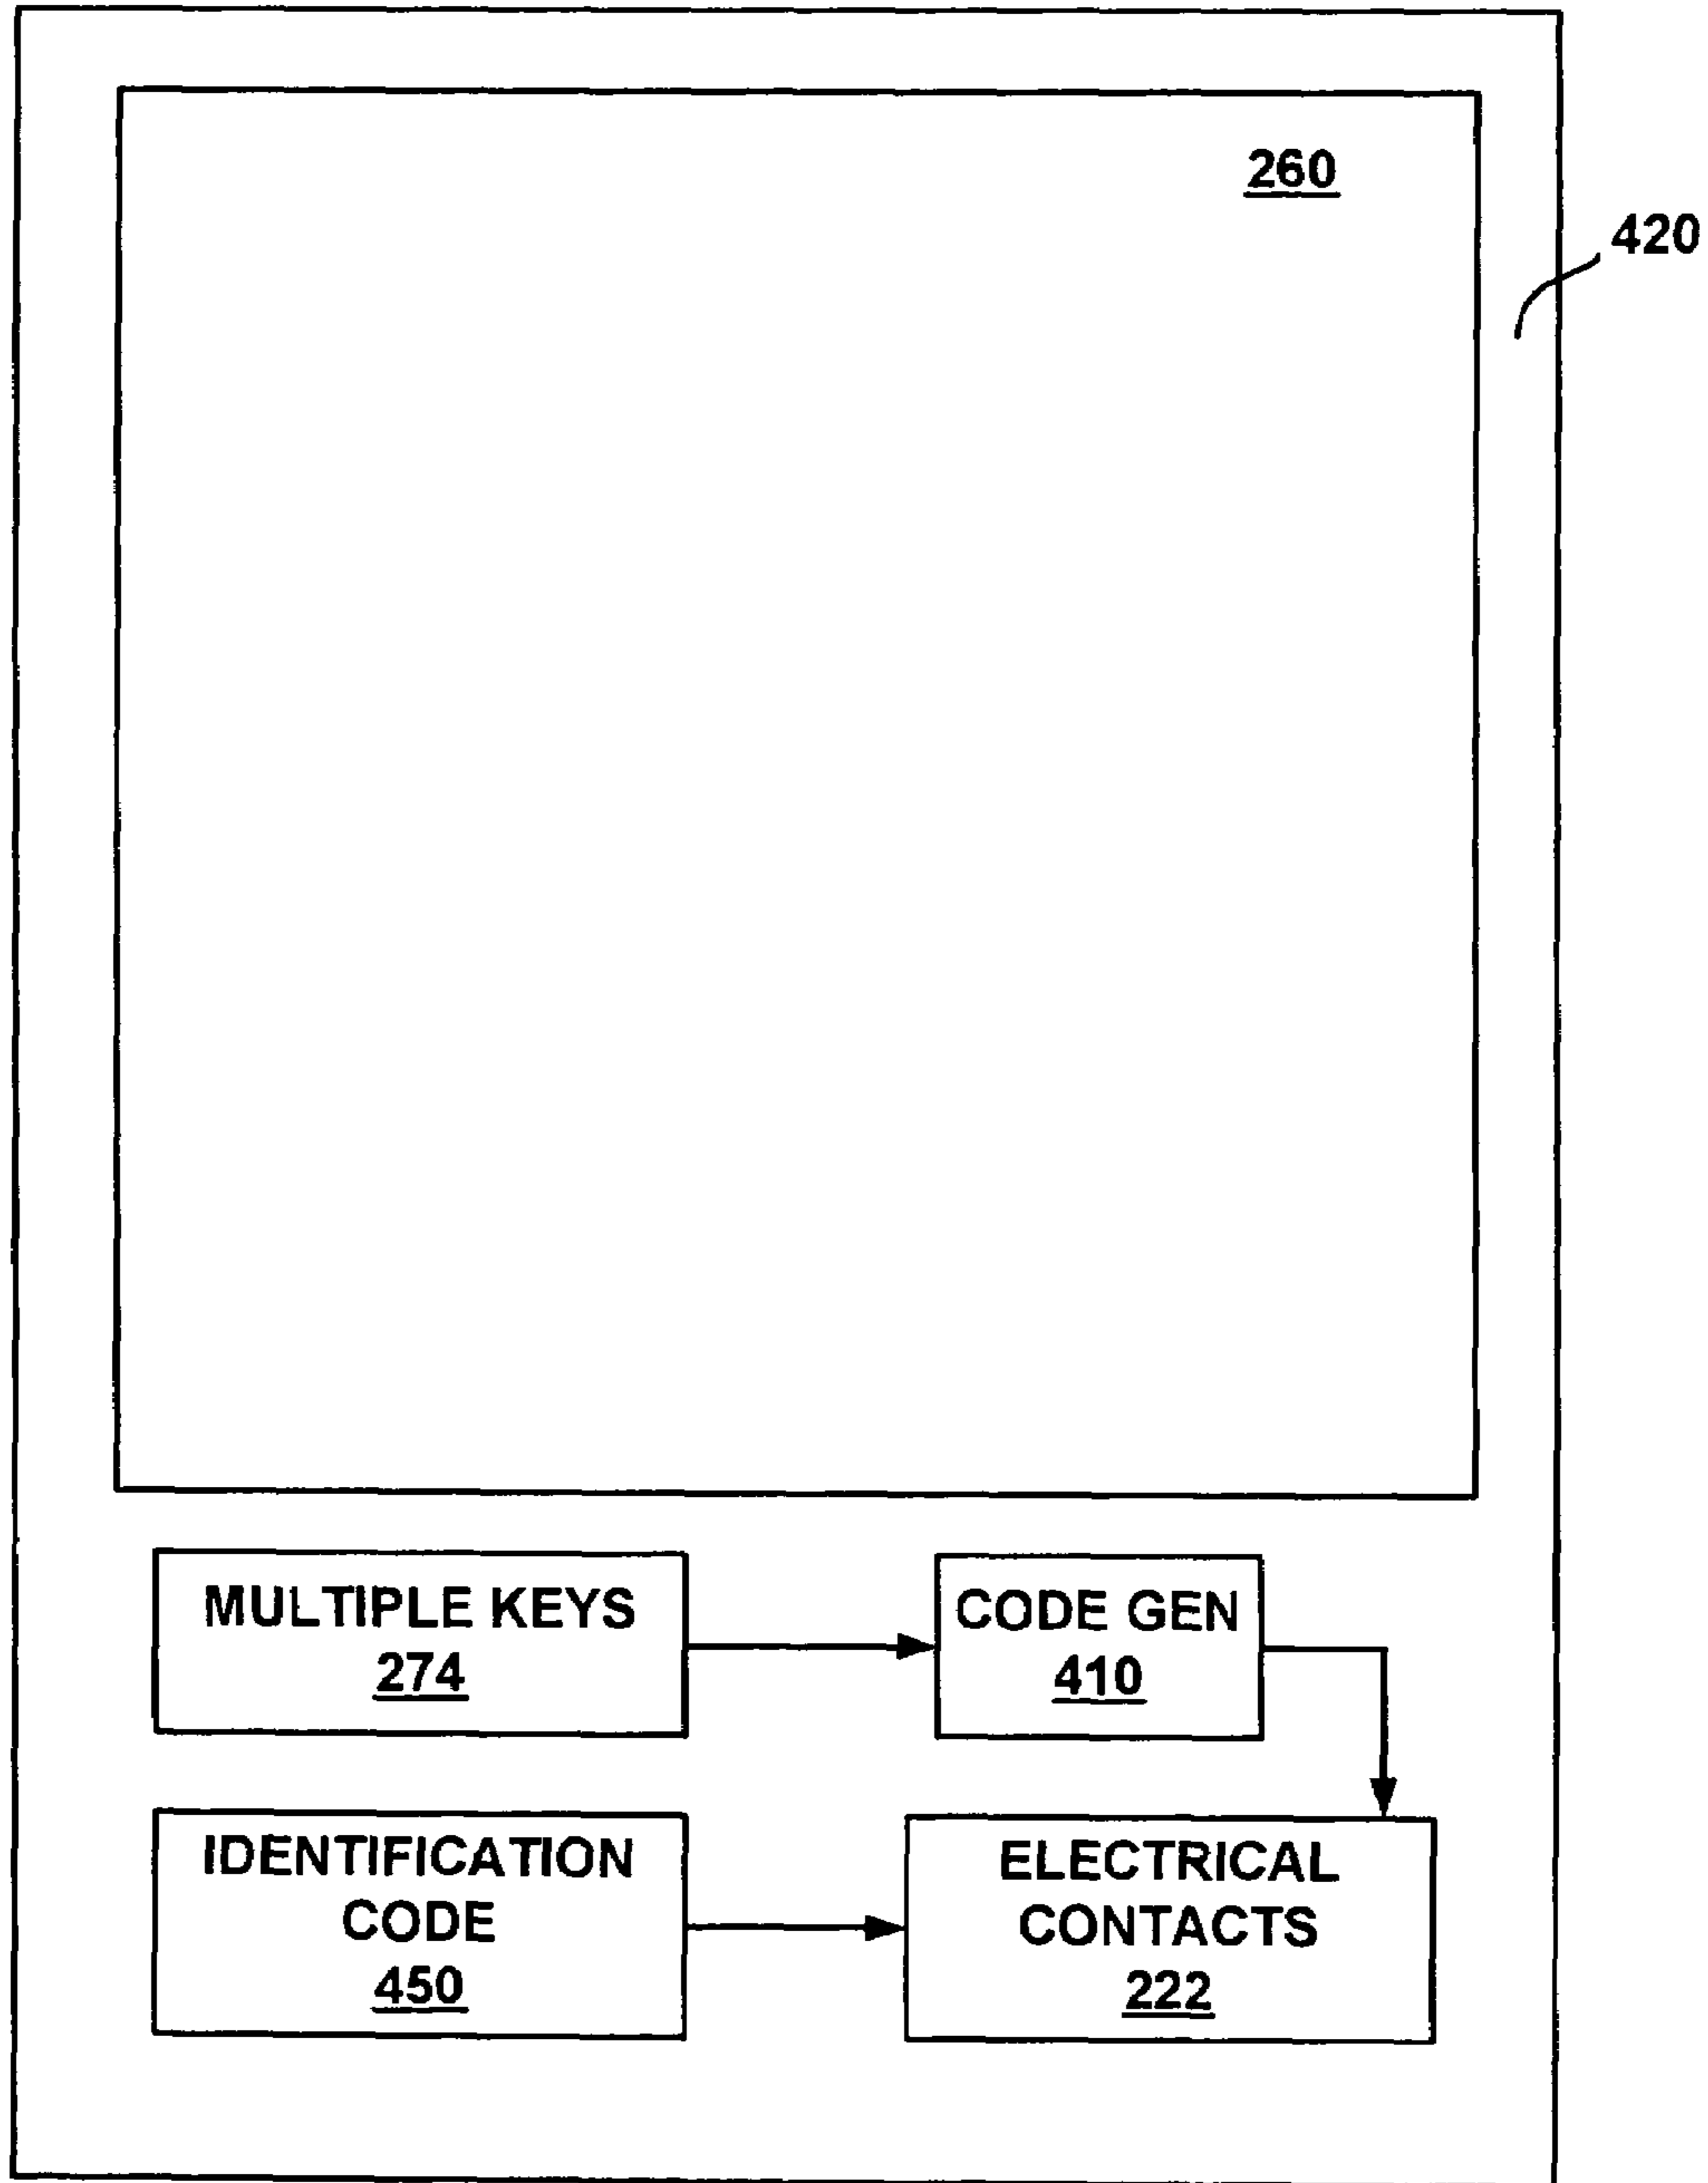 260
420
MULTIPLE KEYS
274
CODE GEN
410
IDENTIFICATION
CODE
450
ELECTRICAL
CONTACTS
222